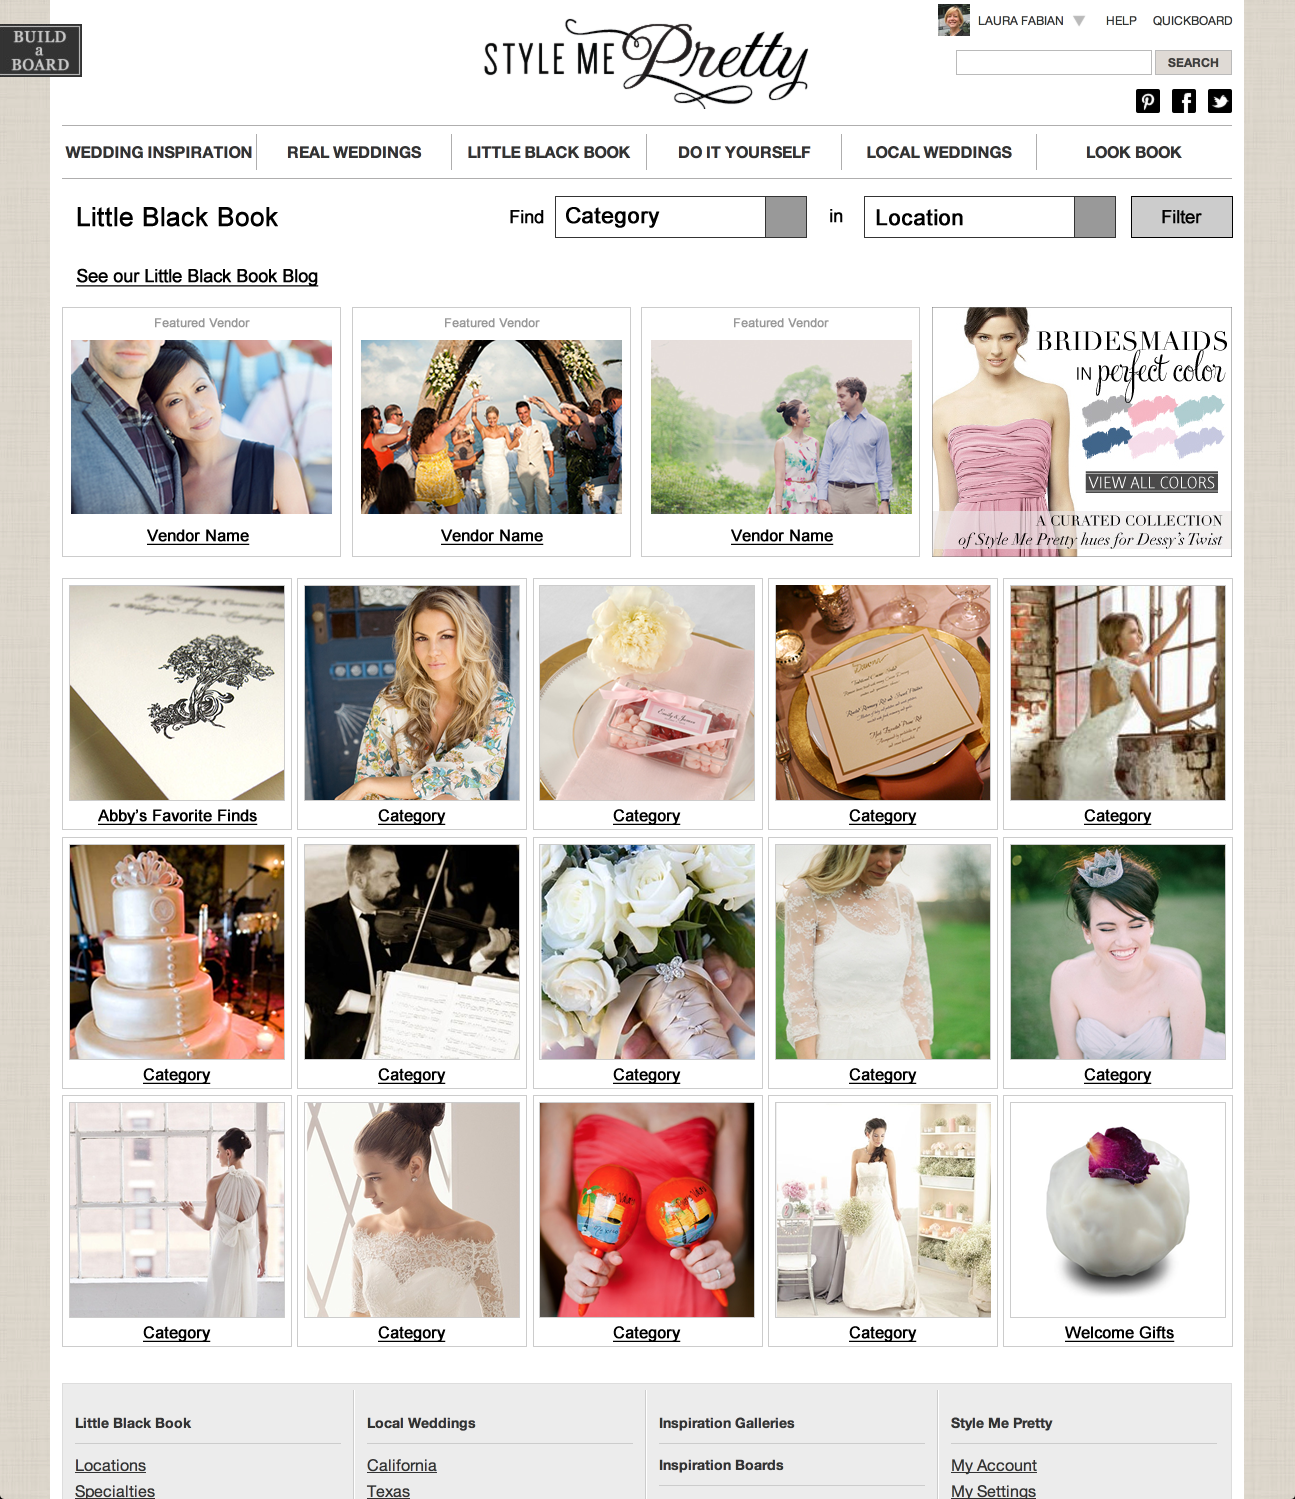 BUILD
a
BOARD
STYLE ME Pretty
LAURA FABIAN
HELP
QUICKBOARD
SEARCH
WEDDING INSPIRATION
REAL WEDDINGS
LITTLE BLACK BOOK
DO IT YOURSELF
LOCAL WEDDINGS
LOOK BOOK
Little Black Book
Find
Category
in
Location
Filter
See our Little Black Book Blog
Featured Vendor
Featured Vendor
Featured Vendor
Vendor Name
Vendor Name
Vendor Name
BRIDESMAIDS
IN perfect color
VIEW ALL COLORS
A CURATED COLLECTION
of Style Me Pretty hues for Dessy's Twist
Abby's Favorite Finds
Category
Category
Category
Category
Category
Category
Category
Category
Category
Category
Category
Category
Category
Welcome Gifts
Little Black Book
Locations
Specialties
Local Weddings
California
Texas
Inspiration Galleries
Inspiration Boards
Style Me Pretty
My Account
My Settings